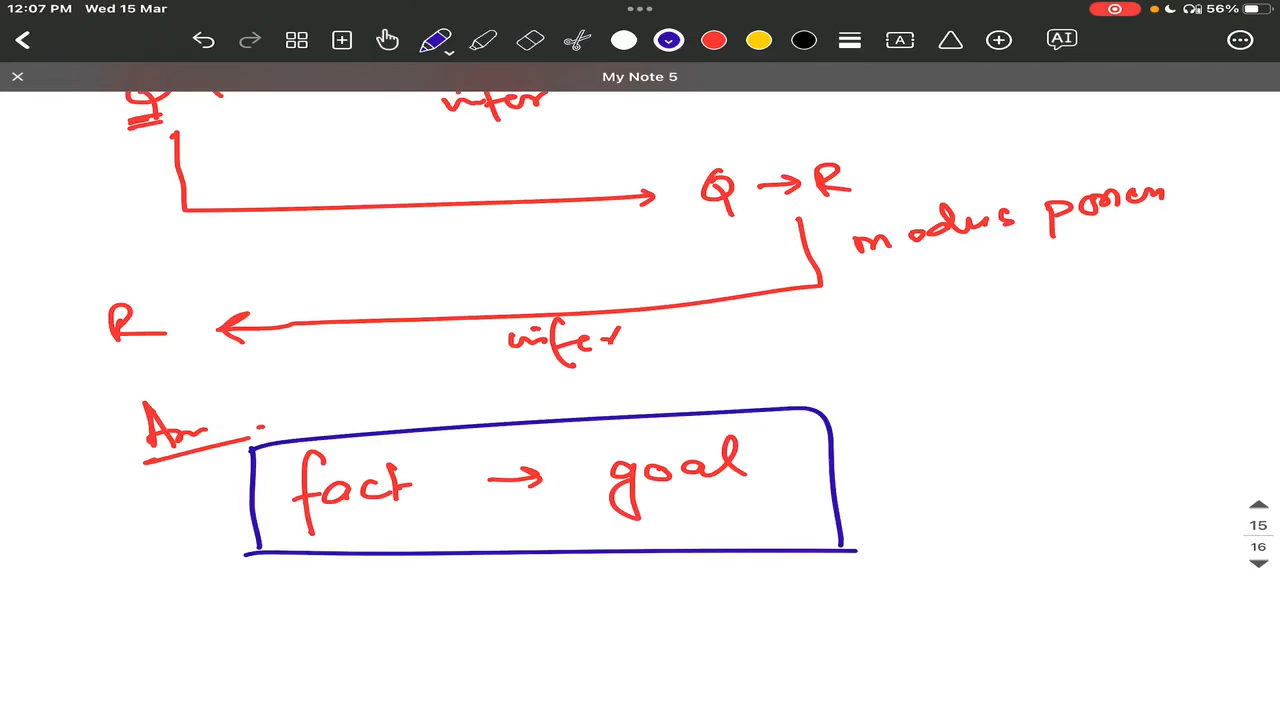 12:07 PM Wed 15 Mar
56%
A
AI
My Note 5
Q
infer
Q → R
modus ponen
R
infer
Ans :
fact → goal
15
16